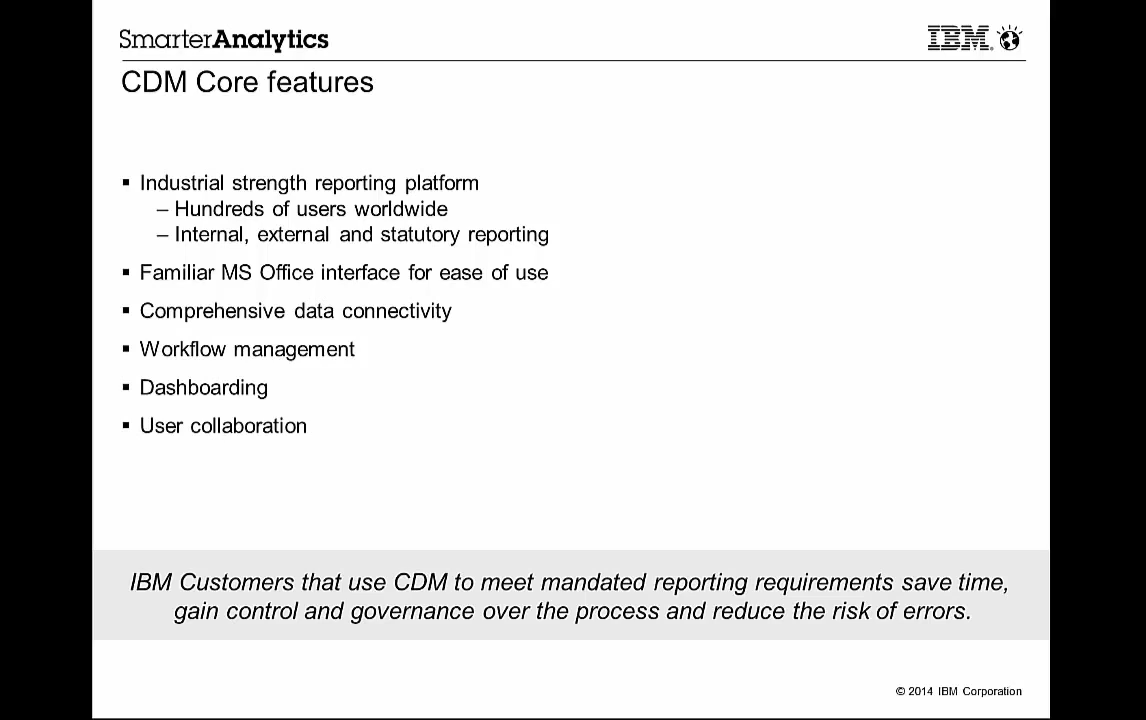 SmarterAnalytics
IBM
CDM Core features
▪ Industrial strength reporting platform
– Hundreds of users worldwide
– Internal, external and statutory reporting
▪ Familiar MS Office interface for ease of use
▪ Comprehensive data connectivity
▪ Workflow management
▪ Dashboarding
▪ User collaboration
IBM Customers that use CDM to meet mandated reporting requirements save time,
gain control and governance over the process and reduce the risk of errors.
© 2014 IBM Corporation